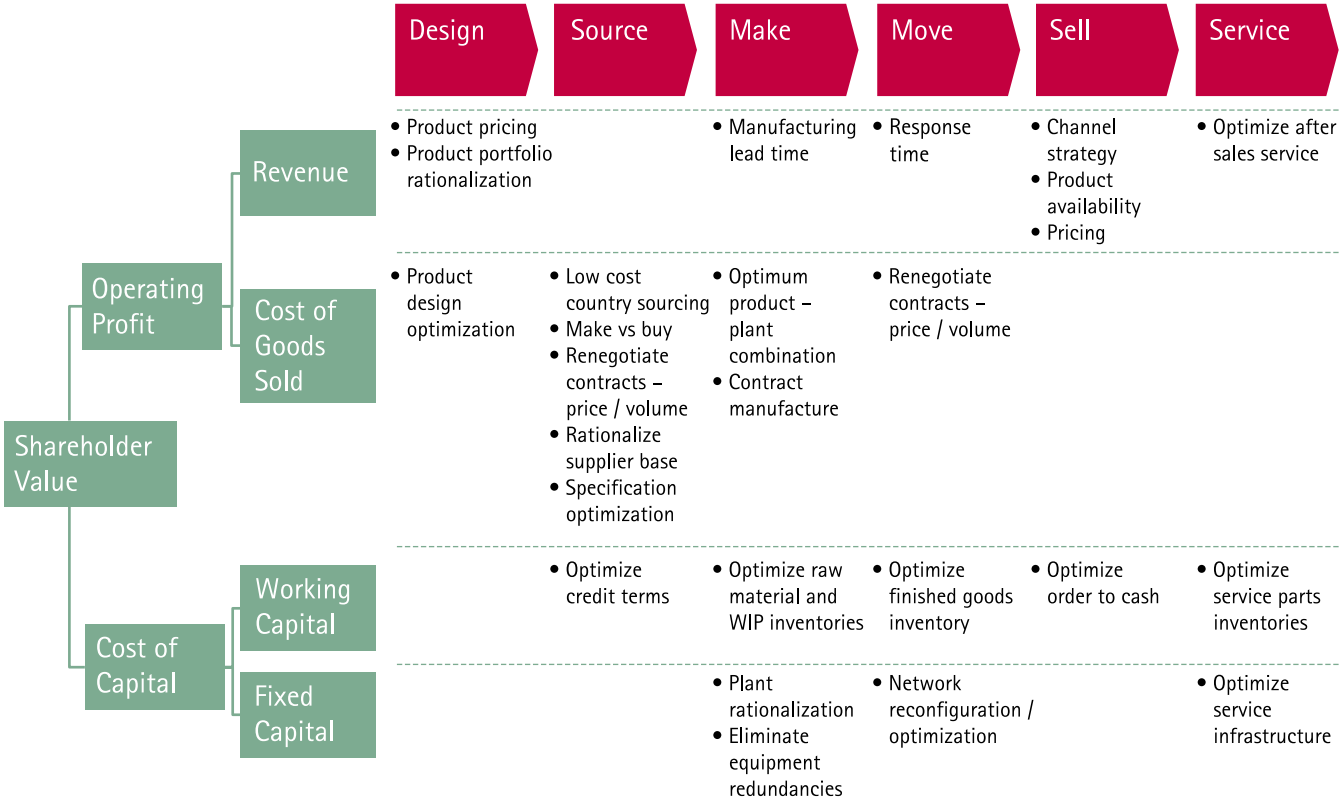 Design
Source
Make
Move
Sell
Service
Revenue
• Product pricing
• Product portfolio
rationalization
• Manufacturing
lead time
• Response
time
• Channel
strategy
• Product
availability
• Pricing
• Optimize after
sales service
Operating
Profit
Cost of
Goods
Sold
• Product
design
optimization
• Low cost
country sourcing
• Make vs buy
• Renegotiate
contracts –
price / volume
• Rationalize
supplier base
• Specification
optimization
• Optimum
product –
plant
combination
• Contract
manufacture
• Renegotiate
contracts –
price / volume
Shareholder
Value
Working
Capital
• Optimize
credit terms
• Optimize raw
material and
WIP inventories
• Optimize
finished goods
inventory
• Optimize
order to cash
• Optimize
service parts
inventories
Cost of
Capital
Fixed
Capital
• Plant
rationalization
• Eliminate
equipment
redundancies
• Network
reconfiguration /
optimization
• Optimize
service
infrastructure